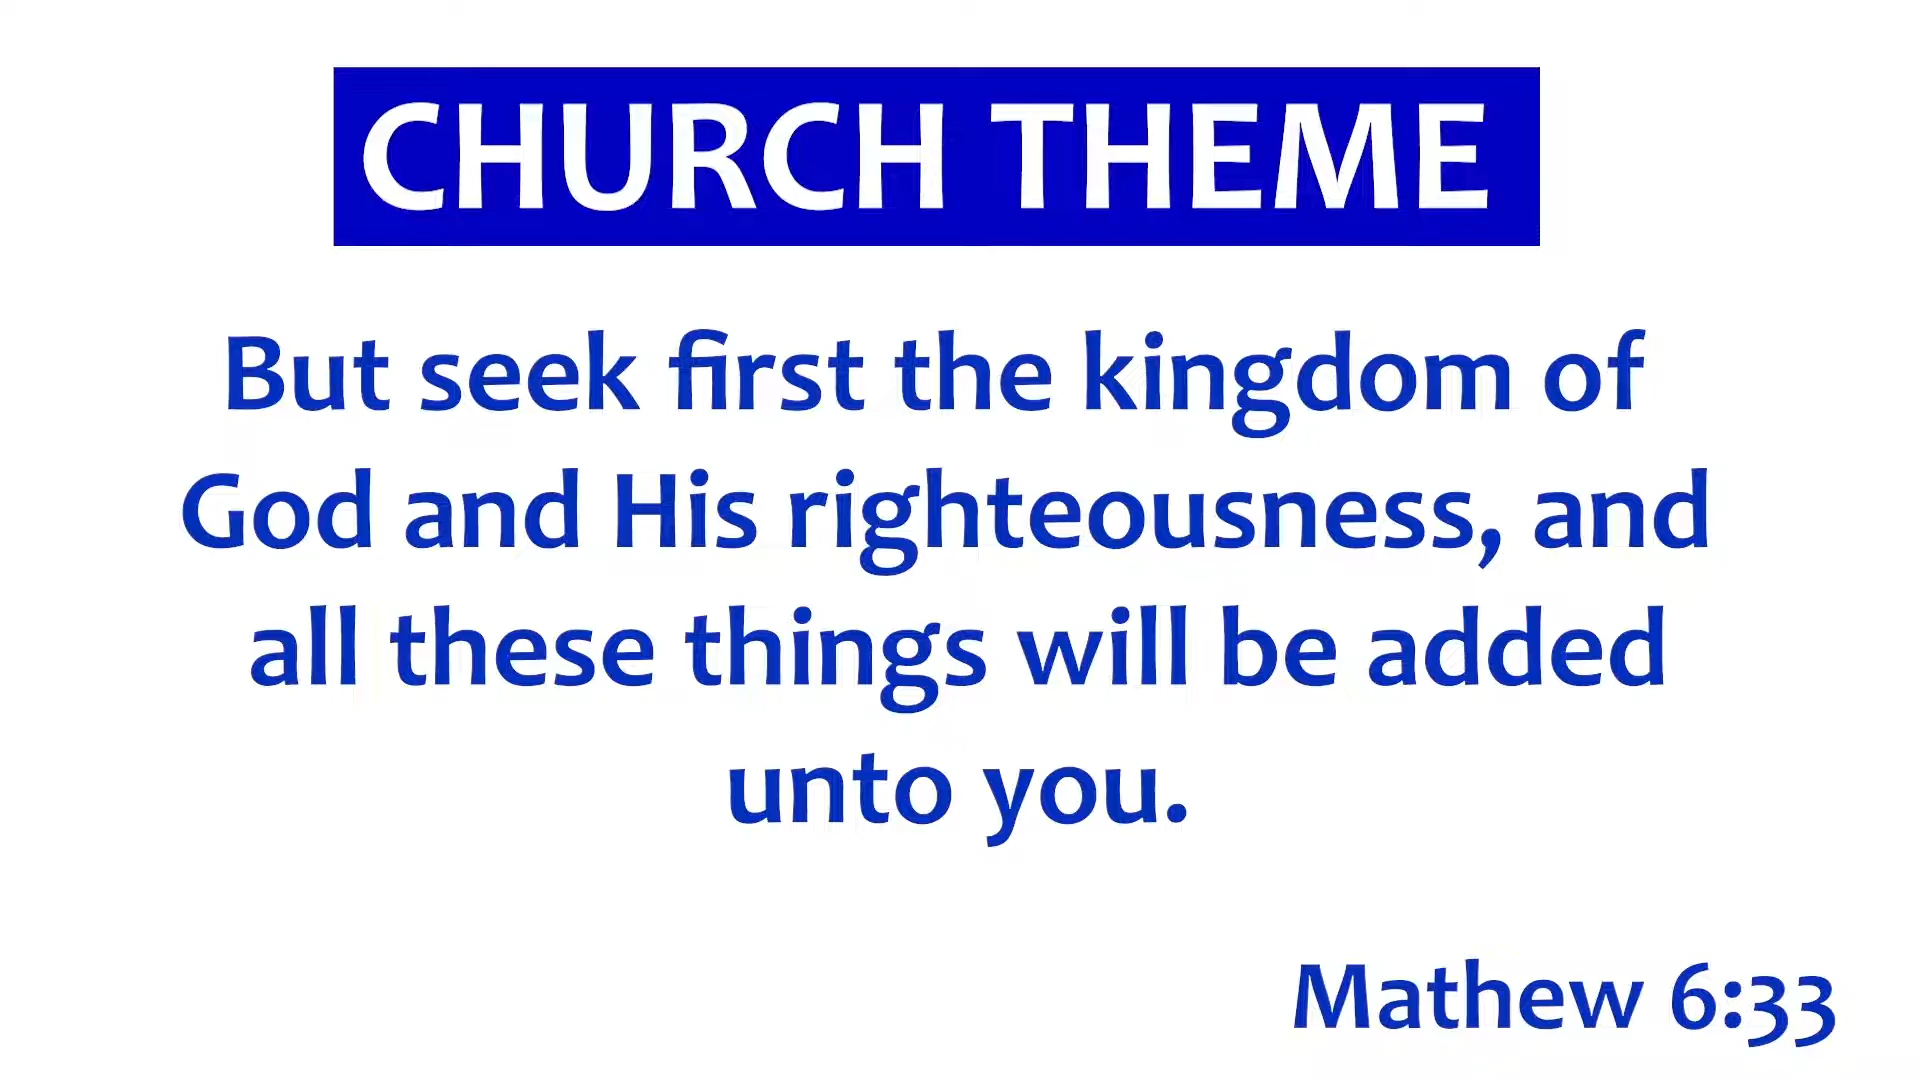 CHURCH THEME
But seek first the kingdom of
God and His righteousness, and
all these things will be added
unto you.
Mathew 6:33